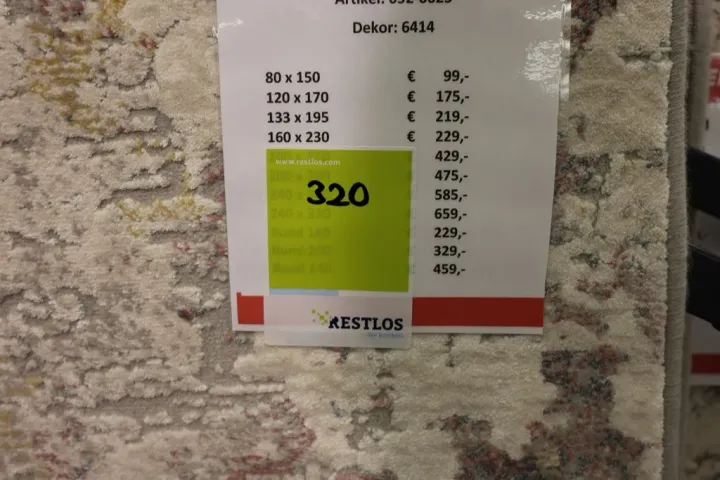 Dekor: 6414
80 x 150 € 99,-
120 x 170 € 175,-
133 x 195 € 219,-
160 x 230 € 229,-
www.restlos.com
429,-
475,-
320
585,-
659,-
229,-
329,-
459,-
RESTLOS